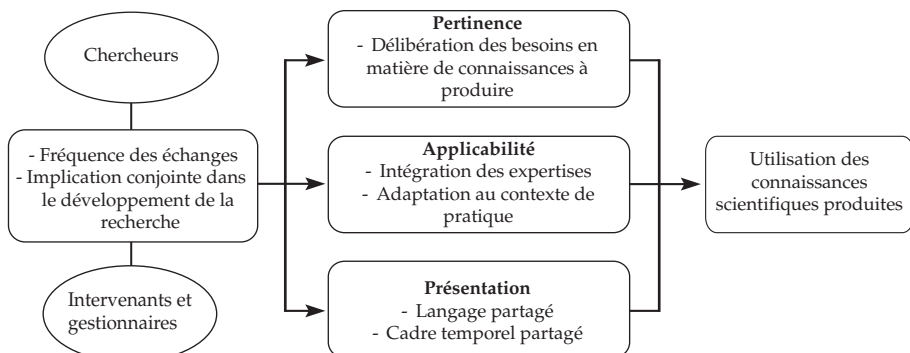 Chercheurs
- Fréquence des échanges
- Implication conjointe dans
le développement de la
recherche
Intervenants et
gestionnaires
Pertinence
- Délibération des besoins en
matière de connaissances à
produire
Applicabilité
- Intégration des expertises
- Adaptation au contexte de
pratique
Présentation
- Langage partagé
- Cadre temporel partagé
Utilisation des
connaissances
scientifiques produites